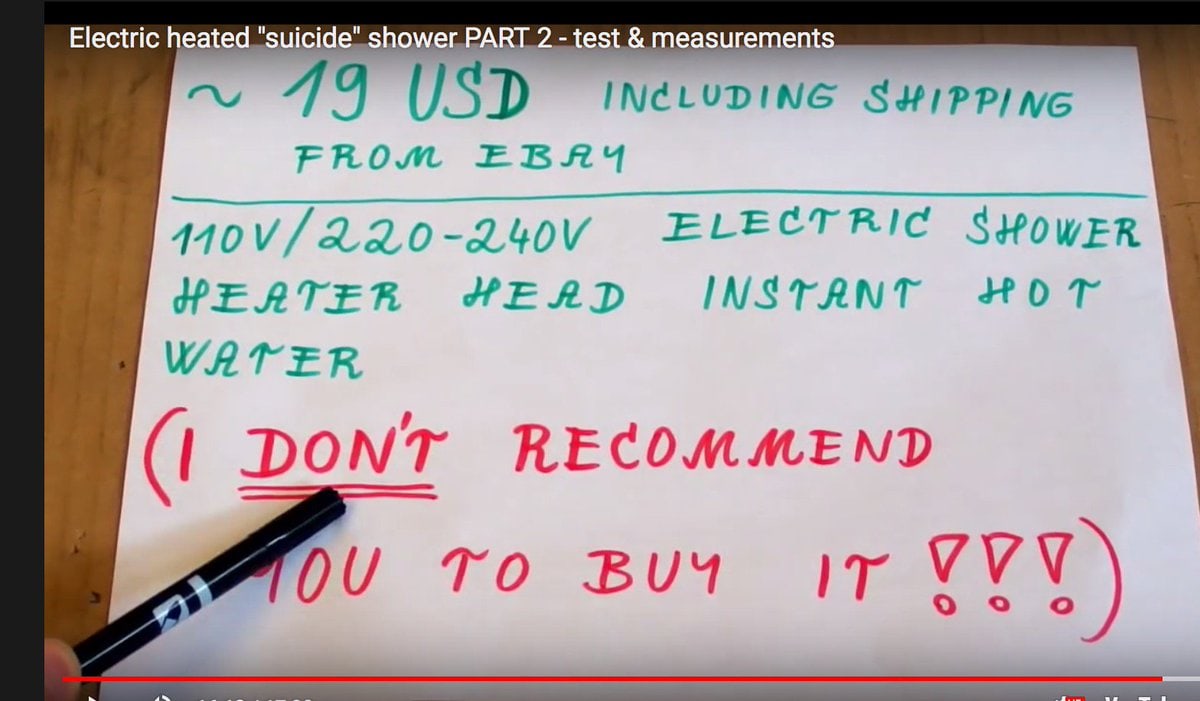 Electric heated "suicide" shower PART 2 - test & measurements
~ 19 USD INCLUDING SHIPPING
FROM EBAY
110V/220-240V ELECTRIC SHOWER
HEATER HEAD INSTANT HOT
WATER
(I DON'T RECOMMEND
YOU TO BUY IT !!!)